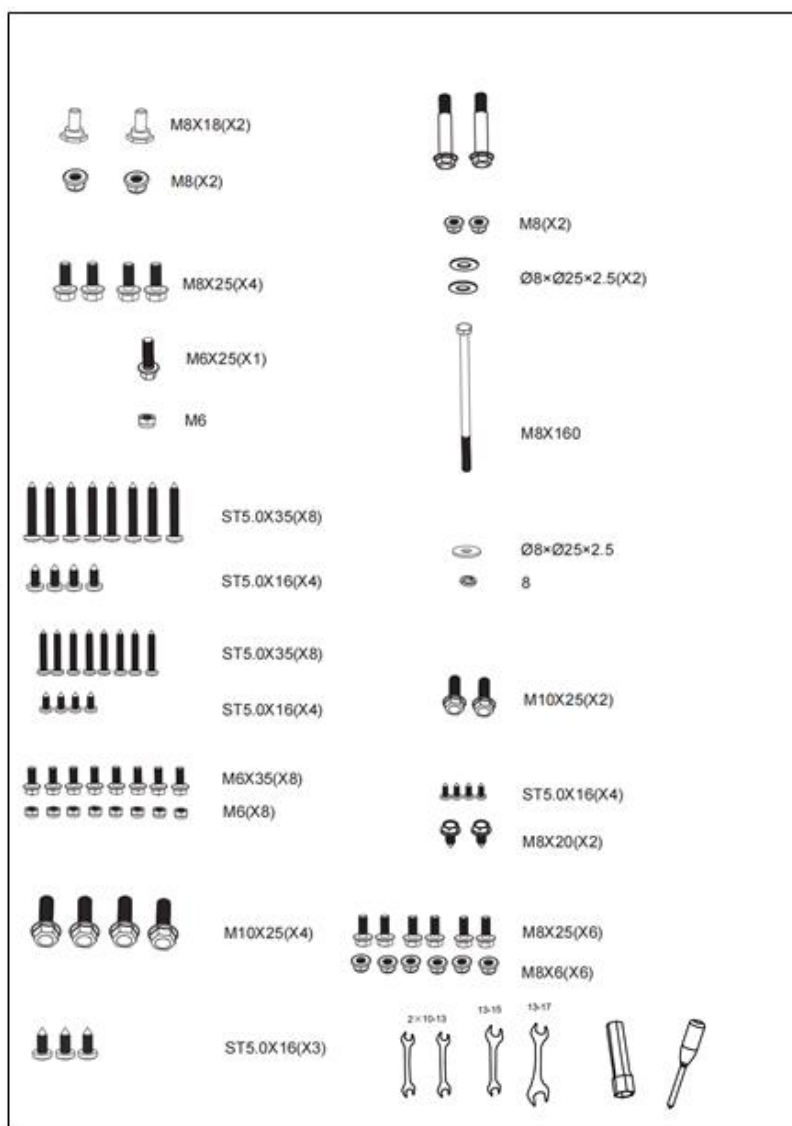 M8X18(X2)
M8(X2)
M8X25(X4)
M6X25(X1)
M6
ST5.0X35(X8)
ST5.0X16(X4)
ST5.0X35(X8)
ST5.0X16(X4)
M6X35(X8)
M6(X8)
M10X25(X4)
ST5.0X16(X3)
M8(X2)
Ø8×Ø25×2.5(X2)
M8X160
Ø8×Ø25×2.5
8
M10X25(X2)
ST5.0X16(X4)
M8X20(X2)
M8X25(X6)
M8X6(X6)
2×10-13
13-15
13-17